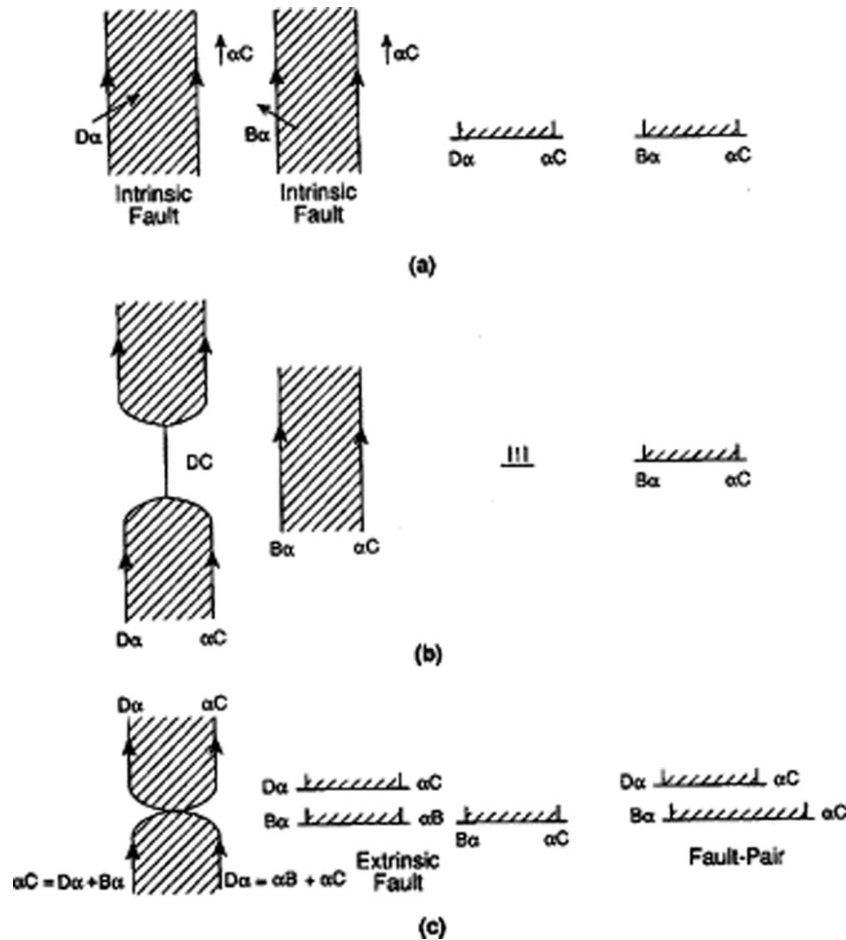 αC
αC
Dα
Bα
Dα αC
Bα αC
Intrinsic
Fault
Intrinsic
Fault
(a)
DC
Bα αC
Bα αC
Dα αC
(b)
Dα αC
Dα αC
Dα αC
Bα αB
Bα αC
Bα αC
αC = Dα + Bα
Dα = αB + αC
Extrinsic
Fault
Fault-Pair
(c)